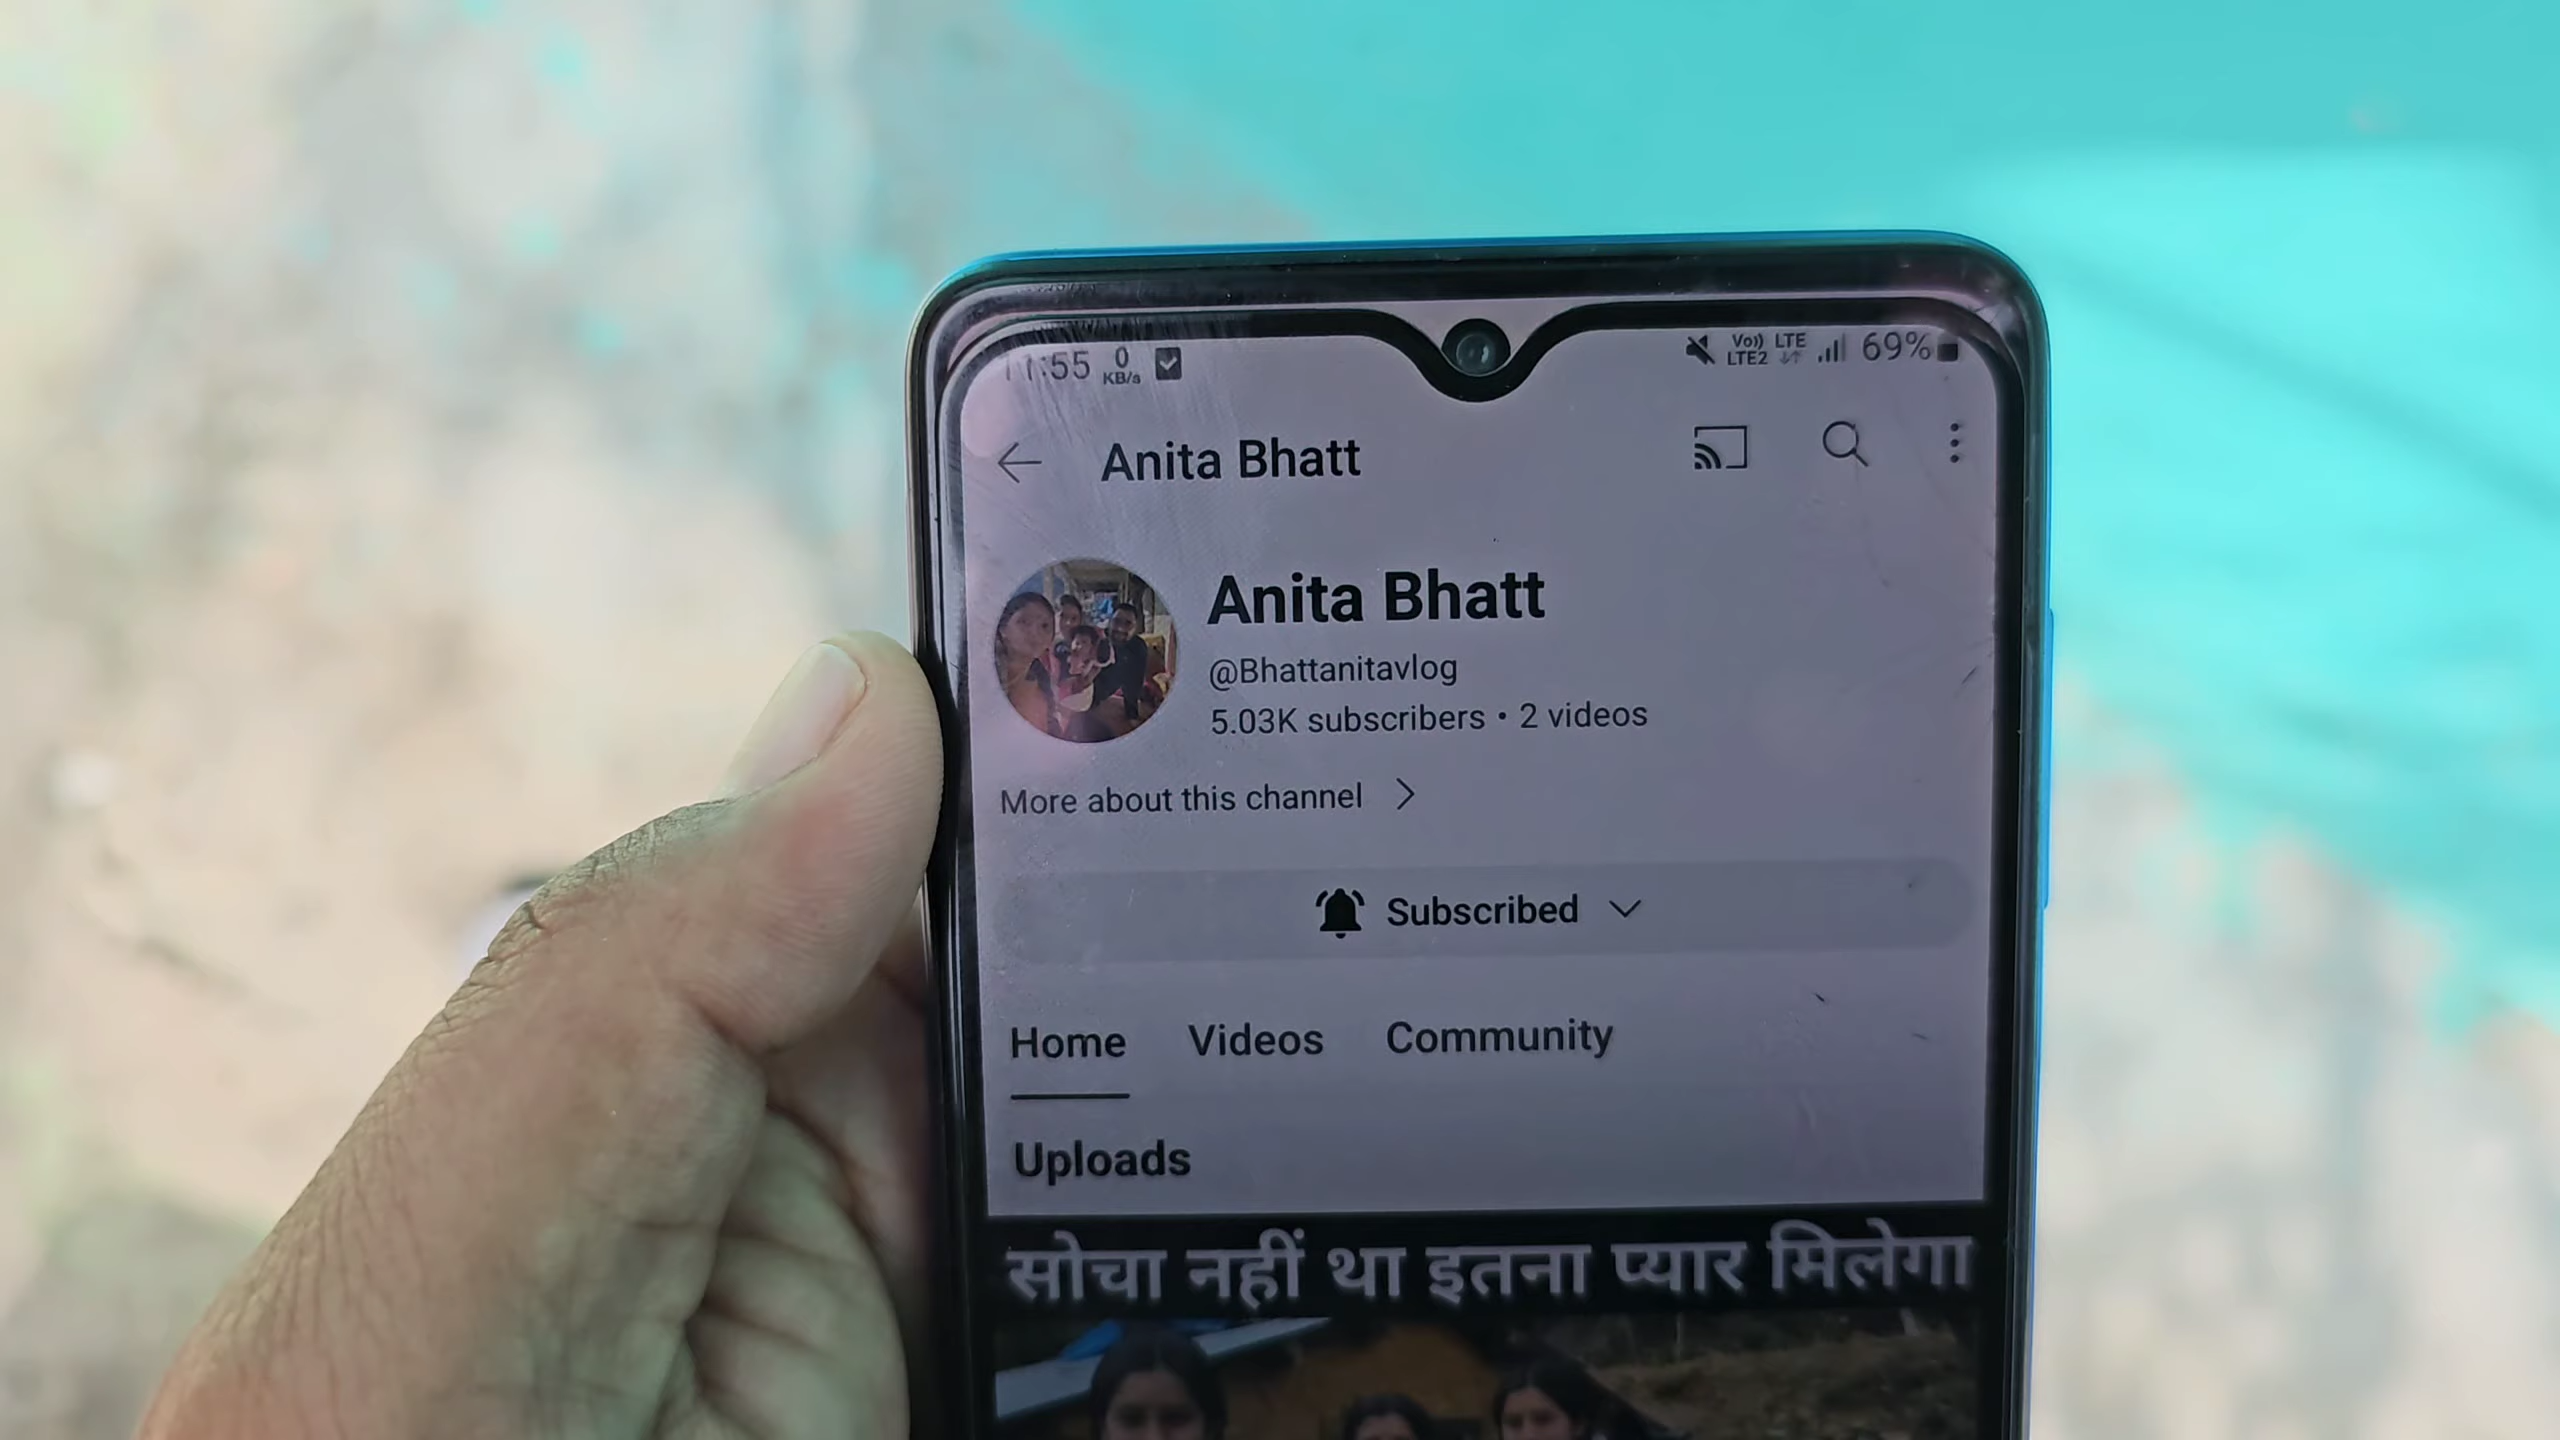 11:55 0 KB/s Vo)) LTE LTE2 69%
Anita Bhatt
Anita Bhatt
@Bhattanitavlog
5.03K subscribers • 2 videos
More about this channel
Subscribed
Home Videos Community
Uploads
सोचा नहीं था इतना प्यार मिलेगा